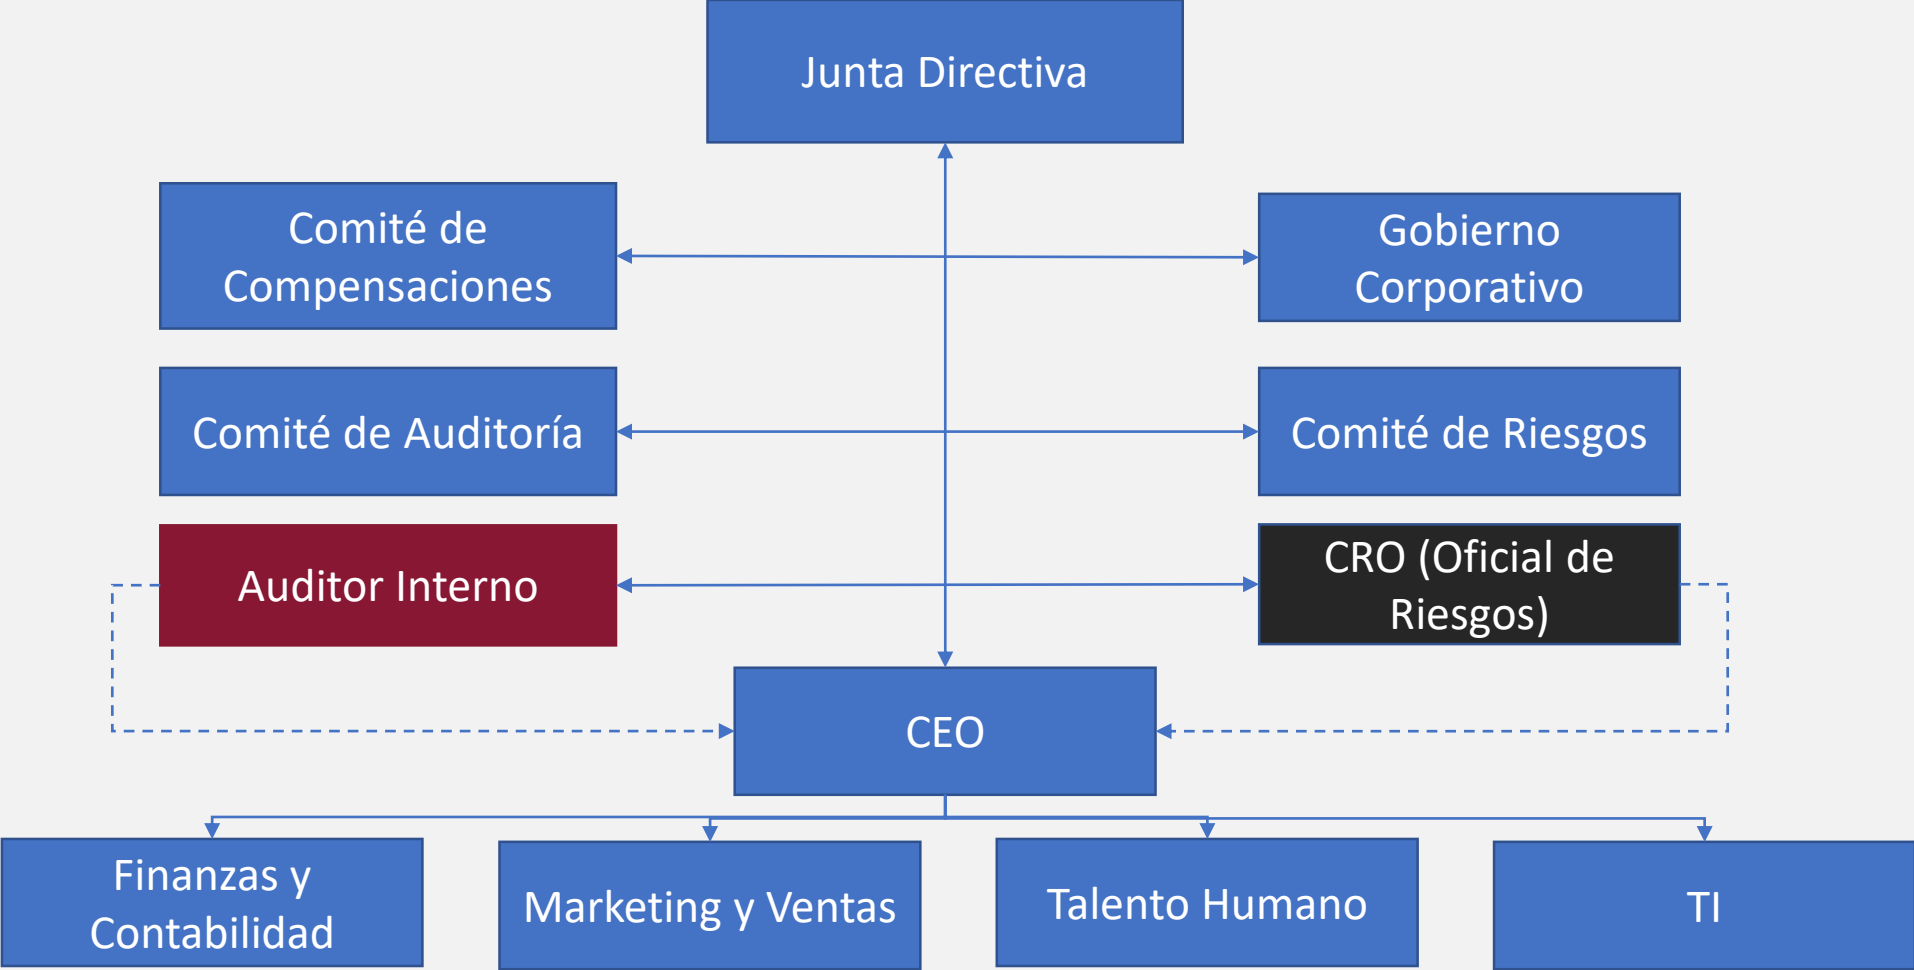 Junta Directiva
Comité de
Compensaciones
Gobierno
Corporativo
Comité de Auditoría
Comité de Riesgos
Auditor Interno
CRO (Oficial de
Riesgos)
CEO
Finanzas y
Contabilidad
Marketing y Ventas
Talento Humano
TI